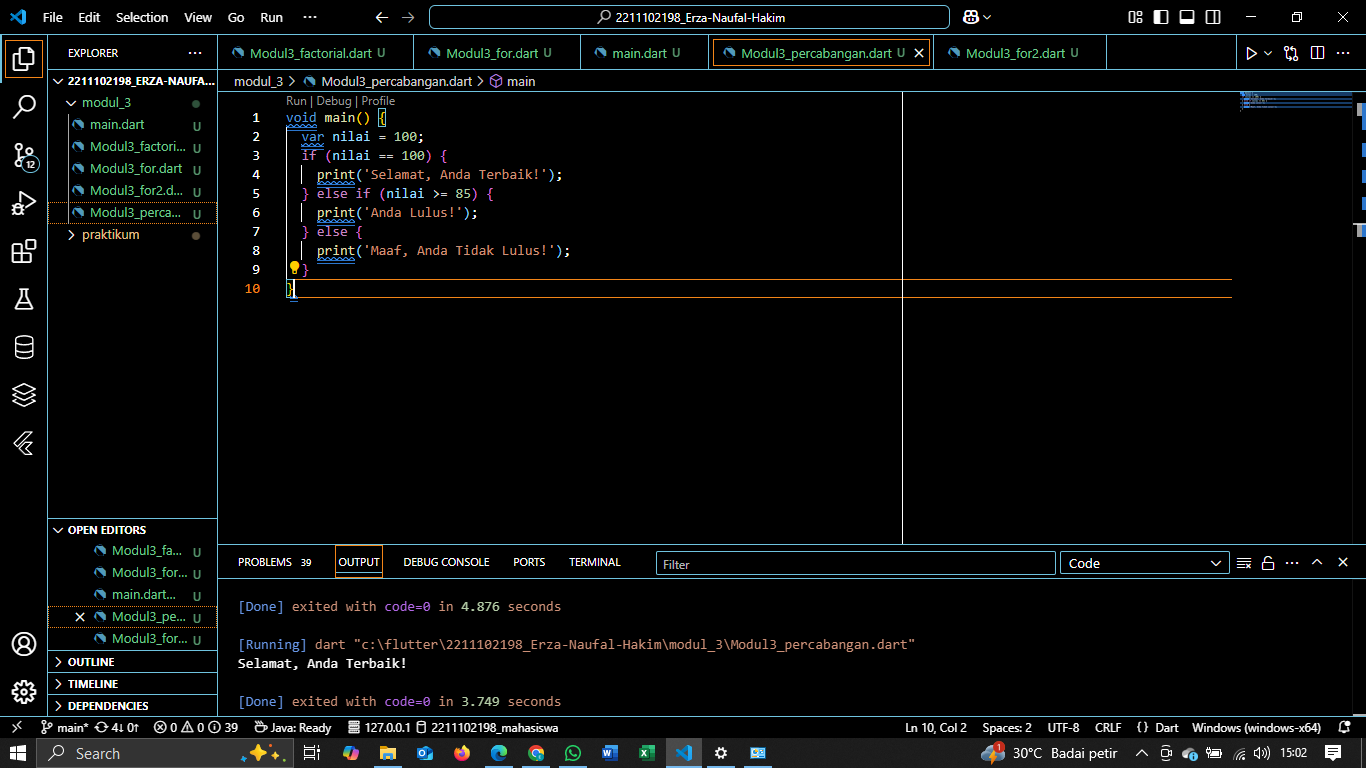 File Edit Selection View Go Run ··· 2211102198_Erza-Naufal-Hakim
EXPLORER ···
Modul3_factorial.dart U Modul3_for.dart U main.dart U Modul3_percabangan.dart U Modul3_for2.dart U
2211102198_ERZA-NAUFA...
modul_3
main.dart U
Modul3_factori... U
Modul3_for.dart U
Modul3_for2.d... U
Modul3_perca... U
praktikum
12
modul_3 > Modul3_percabangan.dart > main
Run | Debug | Profile
1 void main() {
2 var nilai = 100;
3 if (nilai == 100) {
4 print('Selamat, Anda Terbaik!');
5 } else if (nilai >= 85) {
6 print('Anda Lulus!');
7 } else {
8 print('Maaf, Anda Tidak Lulus!');
9 }
10 }
OPEN EDITORS
Modul3_fa... U
Modul3_for... U
main.dart... U
Modul3_pe... U
Modul3_for... U
OUTLINE
TIMELINE
DEPENDENCIES
PROBLEMS 39 OUTPUT DEBUG CONSOLE PORTS TERMINAL Filter Code
[Done] exited with code=0 in 4.876 seconds
[Running] dart "c:\flutter\2211102198_Erza-Naufal-Hakim\modul_3\Modul3_percabangan.dart"
Selamat, Anda Terbaik!
[Done] exited with code=0 in 3.749 seconds
main* 4↓ 0↑ 0 0 39 Java: Ready 127.0.0.1 2211102198_mahasiswa Ln 10, Col 2 Spaces: 2 UTF-8 CRLF {} Dart Windows (windows-x64)
Search 1 30°C Badai petir 15:02